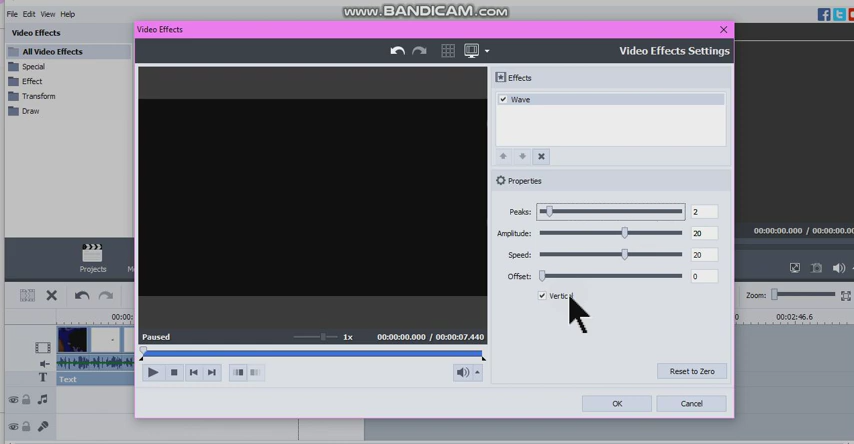 www.BANDICAM.com
File Edit View Help
Video Effects
All Video Effects
Special
Effect
Transform
Draw
Video Effects
Video Effects Settings
Effects
Wave
Properties
Peaks: 2
Amplitude: 20
Speed: 20
Offset: 0
Vertical
Reset to Zero
OK
Cancel
Paused
1x
00:00:00.000 / 00:00:07.440
Projects
00:00:00.000 / 00:00:00.000
Zoom:
00:02:46.6
Text